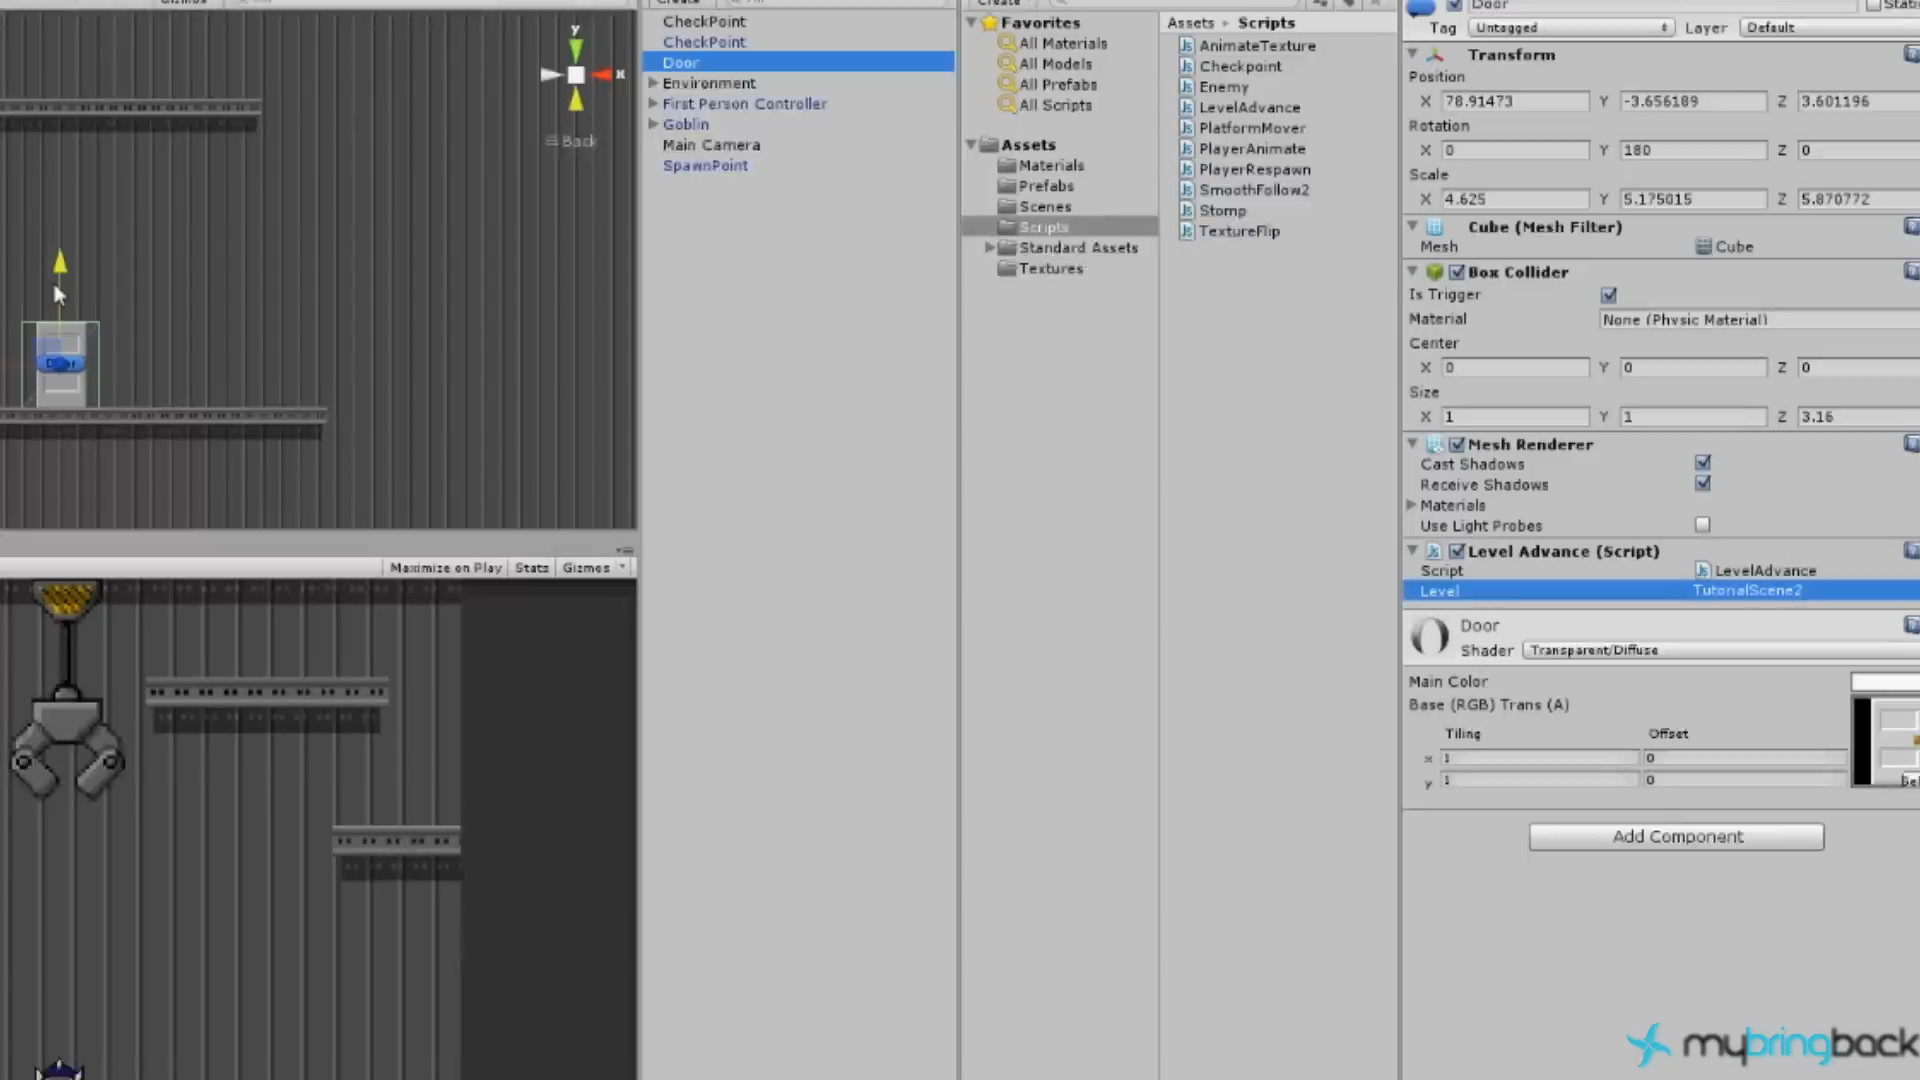 Gizmos
y
x
Back
Door
Maximize on Play
Stats
Gizmos
Create
CheckPoint
CheckPoint
Door
Environment
First Person Controller
Goblin
Main Camera
SpawnPoint
Create
Favorites
All Materials
All Models
All Prefabs
All Scripts
Assets
Materials
Prefabs
Scenes
Scripts
Standard Assets
Textures
Assets Scripts
AnimateTexture
Checkpoint
Enemy
LevelAdvance
PlatformMover
PlayerAnimate
PlayerRespawn
SmoothFollow2
Stomp
TextureFlip
Door
Tag Untagged Layer Default
Transform
Position
X 78.91473 Y -3.656189 Z 3.601196
Rotation
X 0 Y 180 Z 0
Scale
X 4.625 Y 5.175015 Z 5.870772
Cube (Mesh Filter)
Mesh Cube
Box Collider
Is Trigger
Material None (Physic Material)
Center
X 0 Y 0 Z 0
Size
X 1 Y 1 Z 3.16
Mesh Renderer
Cast Shadows
Receive Shadows
Materials
Use Light Probes
Level Advance (Script)
Script LevelAdvance
Level TutorialScene2
Door
Shader Transparent/Diffuse
Main Color
Base (RGB) Trans (A)
Tiling Offset
x 1 0
y 1 0
Add Component
mybringback